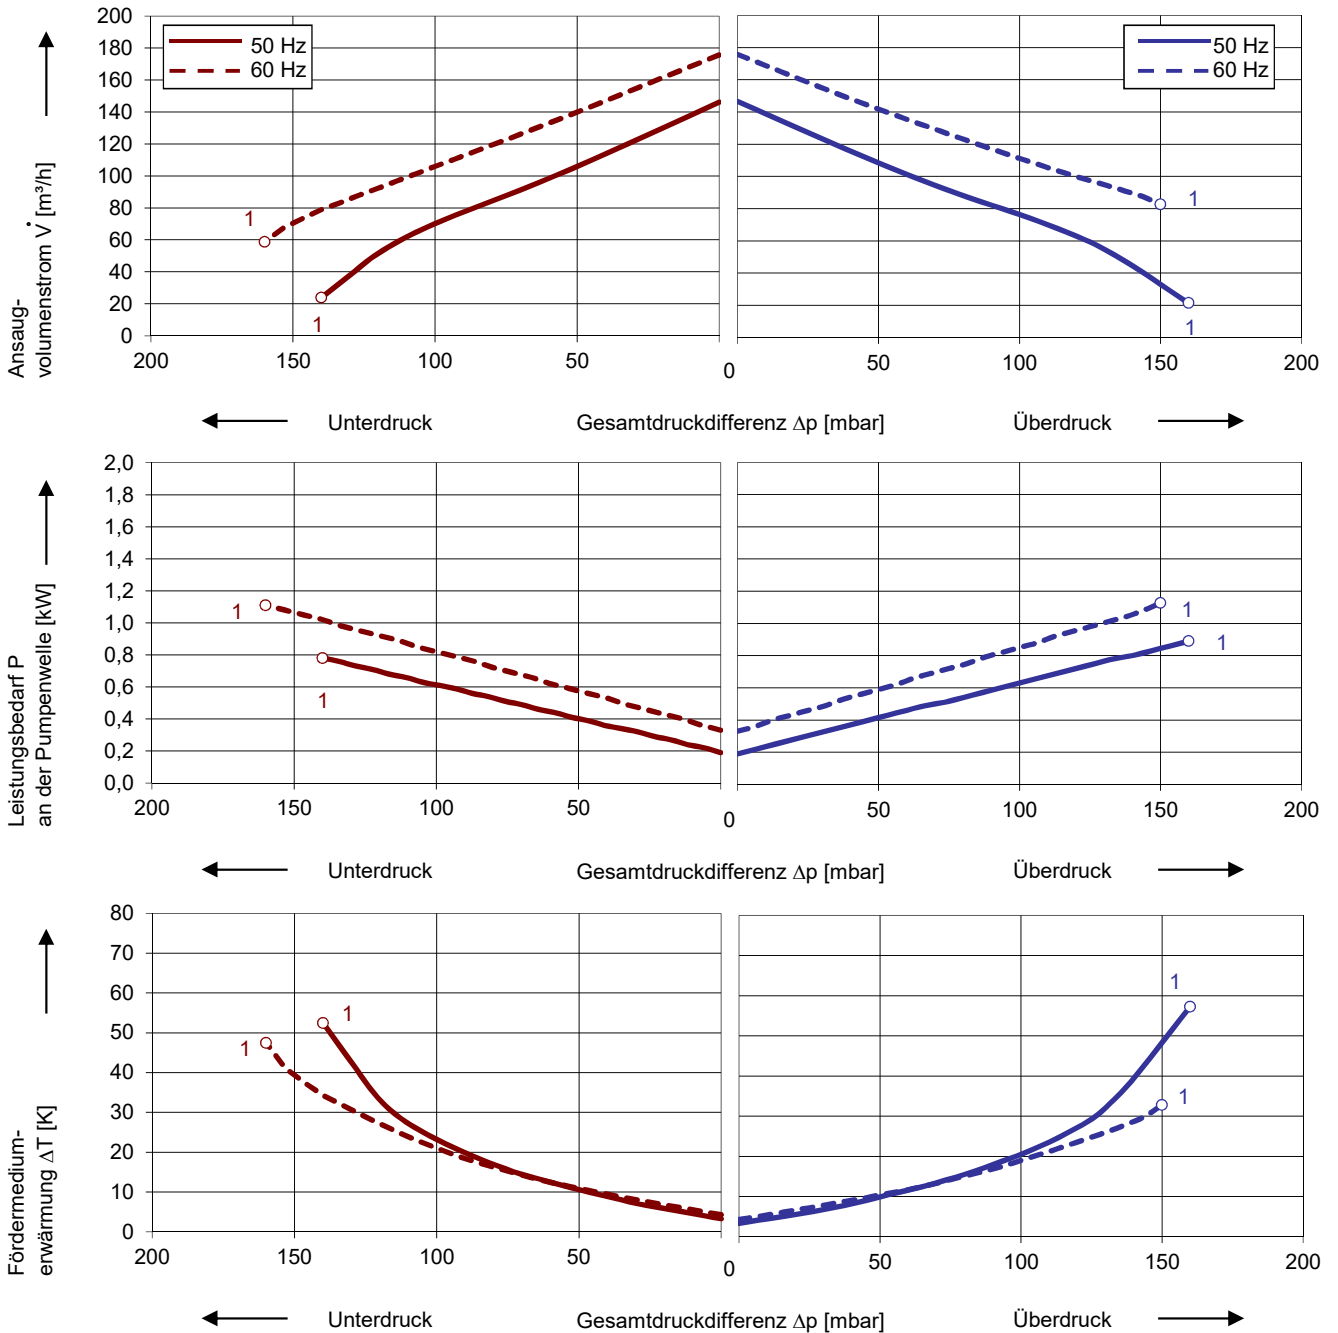 200
180
160
140
120
100
80
60
40
20
0
Ansaug-
volumenstrom V̇ [m³/h]
50 Hz
60 Hz
50 Hz
60 Hz
1
1
1
1
200 150 100 50 0 50 100 150 200
Unterdruck Gesamtdruckdifferenz Δp [mbar] Überdruck
2,0
1,8
1,6
1,4
1,2
1,0
0,8
0,6
0,4
0,2
0,0
Leistungsbedarf P
an der Pumpenwelle [kW]
1
1
1
1
200 150 100 50 0 50 100 150 200
Unterdruck Gesamtdruckdifferenz Δp [mbar] Überdruck
80
70
60
50
40
30
20
10
0
Fördermedium-
erwärmung ΔT [K]
1
1
1
1
200 150 100 50 0 50 100 150 200
Unterdruck Gesamtdruckdifferenz Δp [mbar] Überdruck